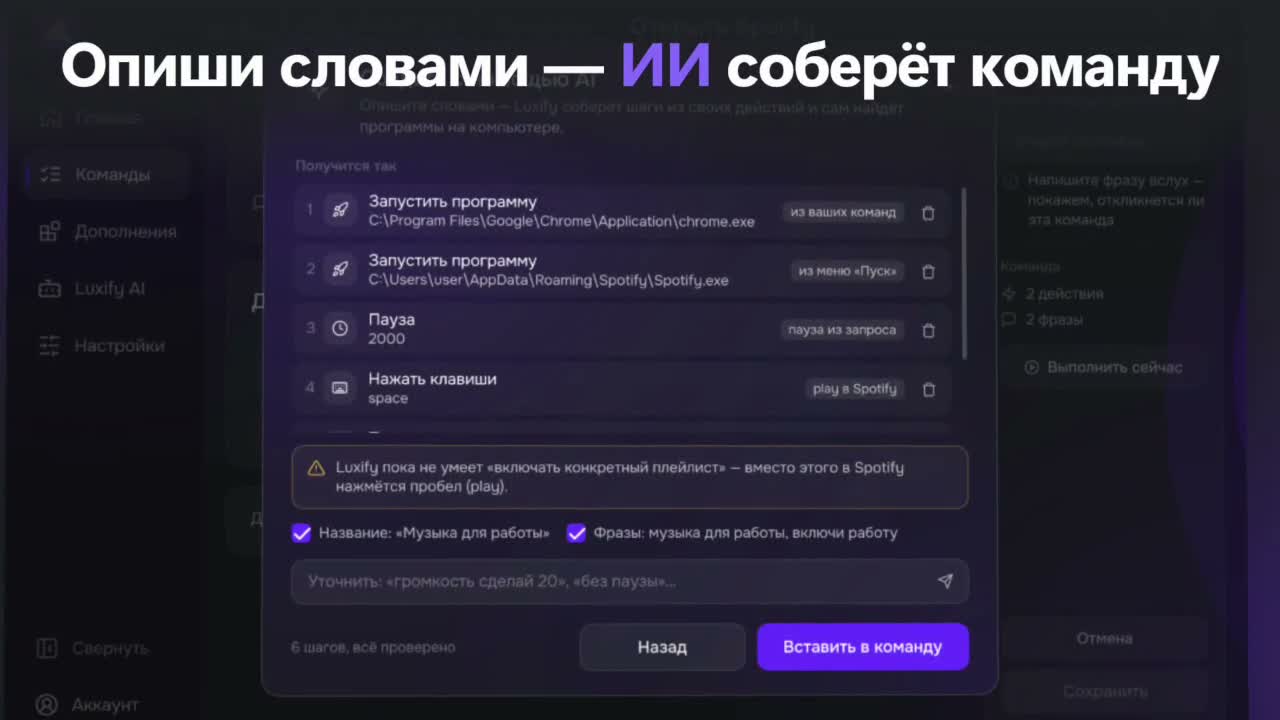 Опиши словами — ИИ соберёт команду
Опишите словами — Luxify соберёт шаги из своих действий и сам найдёт
программы на компьютере.
Главная
Команды
Дополнения
Luxify AI
Настройки
Свернуть
Аккаунт
Получится так
1
Запустить программу
C:\Program Files\Google\Chrome\Application\chrome.exe
из ваших команд
2
Запустить программу
C:\Users\user\AppData\Roaming\Spotify\Spotify.exe
из меню «Пуск»
3
Пауза
2000
пауза из запроса
4
Нажать клавиши
space
play в Spotify
Luxify пока не умеет «включать конкретный плейлист» — вместо этого в Spotify
нажмётся пробел (play).
Название: «Музыка для работы»
Фразы: музыка для работы, включи работу
Уточнить: «громкость сделай 20», «без паузы»...
6 шагов, всё проверено
Назад
Вставить в команду
Напишите фразу вслух —
покажем, откликнется ли
эта команда
Команда
2 действия
2 фразы
Выполнить сейчас
Отмена
Сохранить